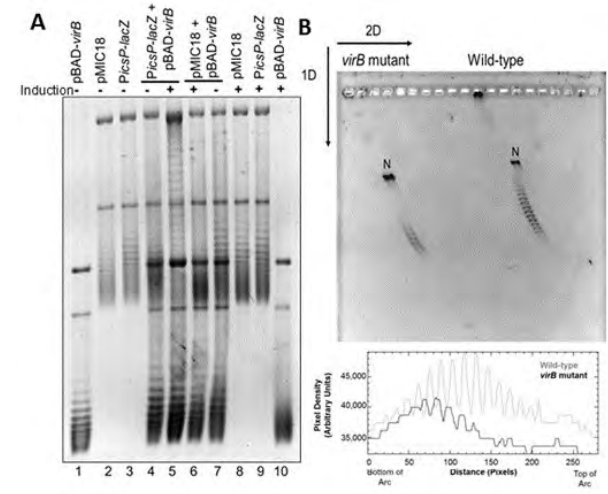 A
pBAD-virB
pMIC18
PicsP-lacZ
PicsP-lacZ +
pBAD-virB
pMIC18 +
pBAD-virB
pMIC18
PicsP-lacZ
pBAD-virB
Induction - - - - + - + + + +
1 2 3 4 5 6 7 8 9 10
B
2D
virB mutant Wild-type
1D
N N
Pixel Density
(Arbitrary Units)
45,000
40,000
35,000
Wild-type
virB mutant
0 50 100 150 200 250
Bottom of
Arc
Distance (Pixels)
Top of
Arc